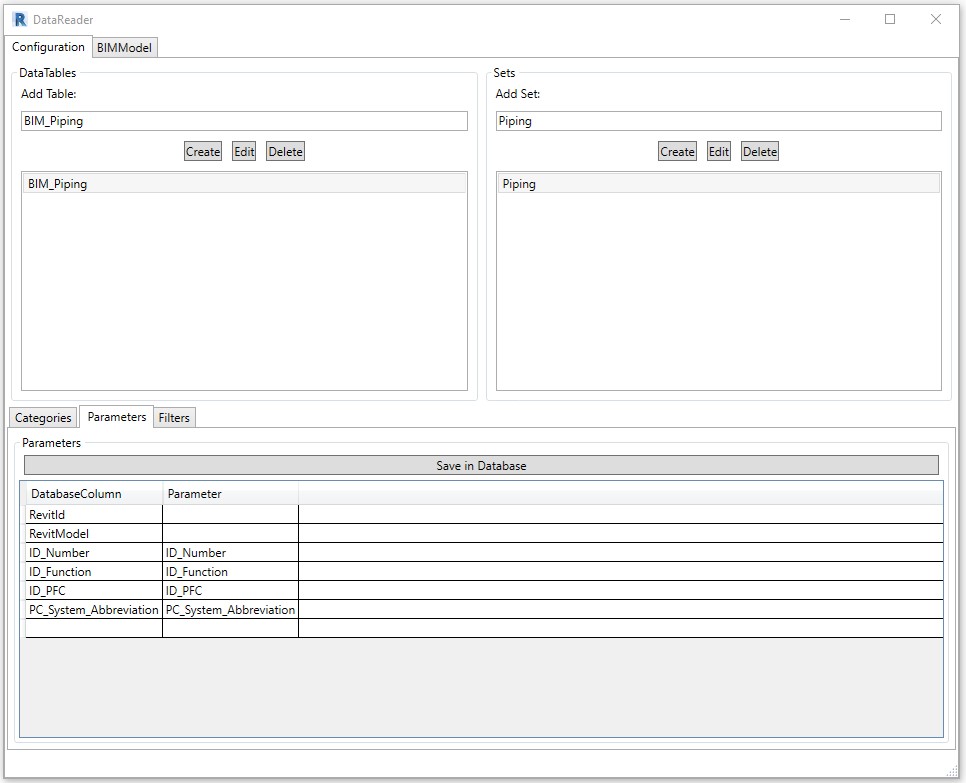 DataReader
Configuration BIMModel
DataTables
Add Table:
BIM_Piping
Create Edit Delete
BIM_Piping
Sets
Add Set:
Piping
Create Edit Delete
Piping
Categories Parameters Filters
Parameters
Save in Database
DatabaseColumn Parameter
RevitId
RevitModel
ID_Number ID_Number
ID_Function ID_Function
ID_PFC ID_PFC
PC_System_Abbreviation PC_System_Abbreviation